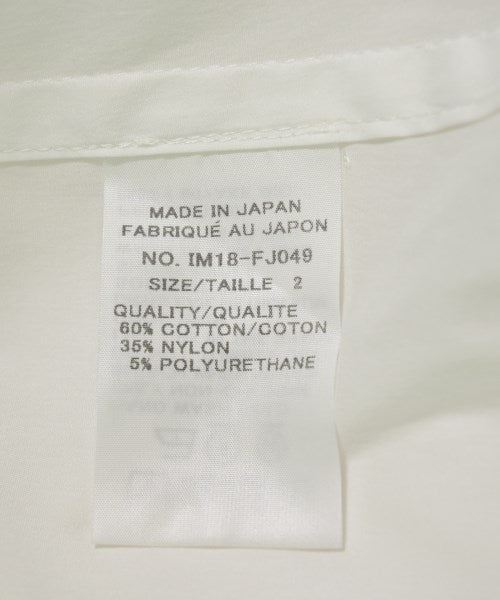 MADE IN JAPAN
FABRIQUÉ AU JAPON
NO. IM18-FJ049
SIZE/TAILLE 2
QUALITY/QUALITE
60% COTTON/COTON
35% NYLON
5% POLYURETHANE